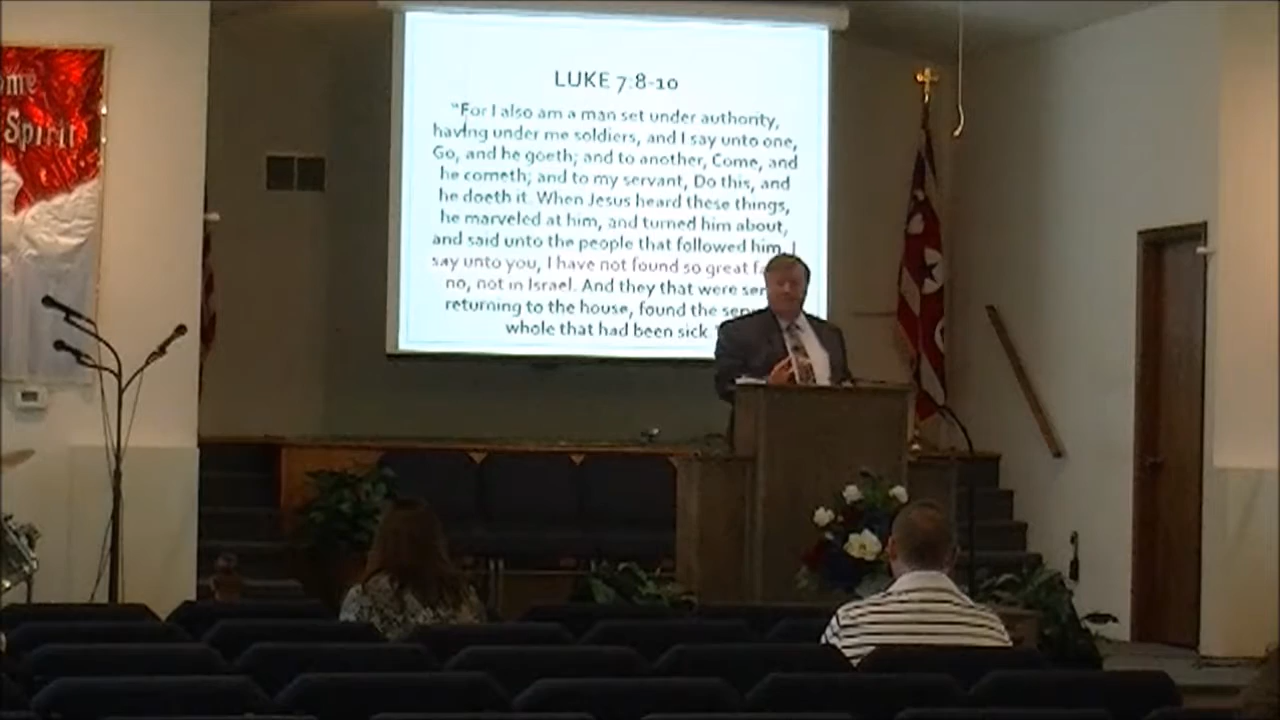 ome
Spirit
LUKE 7:8-10
"For I also am a man set under authority,
having under me soldiers, and I say unto one,
Go, and he goeth; and to another, Come, and
he cometh; and to my servant, Do this, and
he doeth it. When Jesus heard these things,
he marveled at him, and turned him about,
and said unto the people that followed him, I
say unto you, I have not found so great
no, not in Israel. And they that were
returning to the house, found the
whole that had been sick.